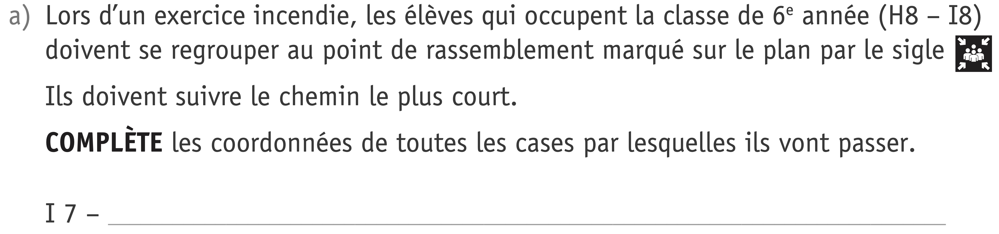 a) Lors d’un exercice incendie, les élèves qui occupent la classe de 6e année (H8 – I8)
doivent se regrouper au point de rassemblement marqué sur le plan par le sigle
Ils doivent suivre le chemin le plus court.
COMPLÈTE les coordonnées de toutes les cases par lesquelles ils vont passer.
I 7 –